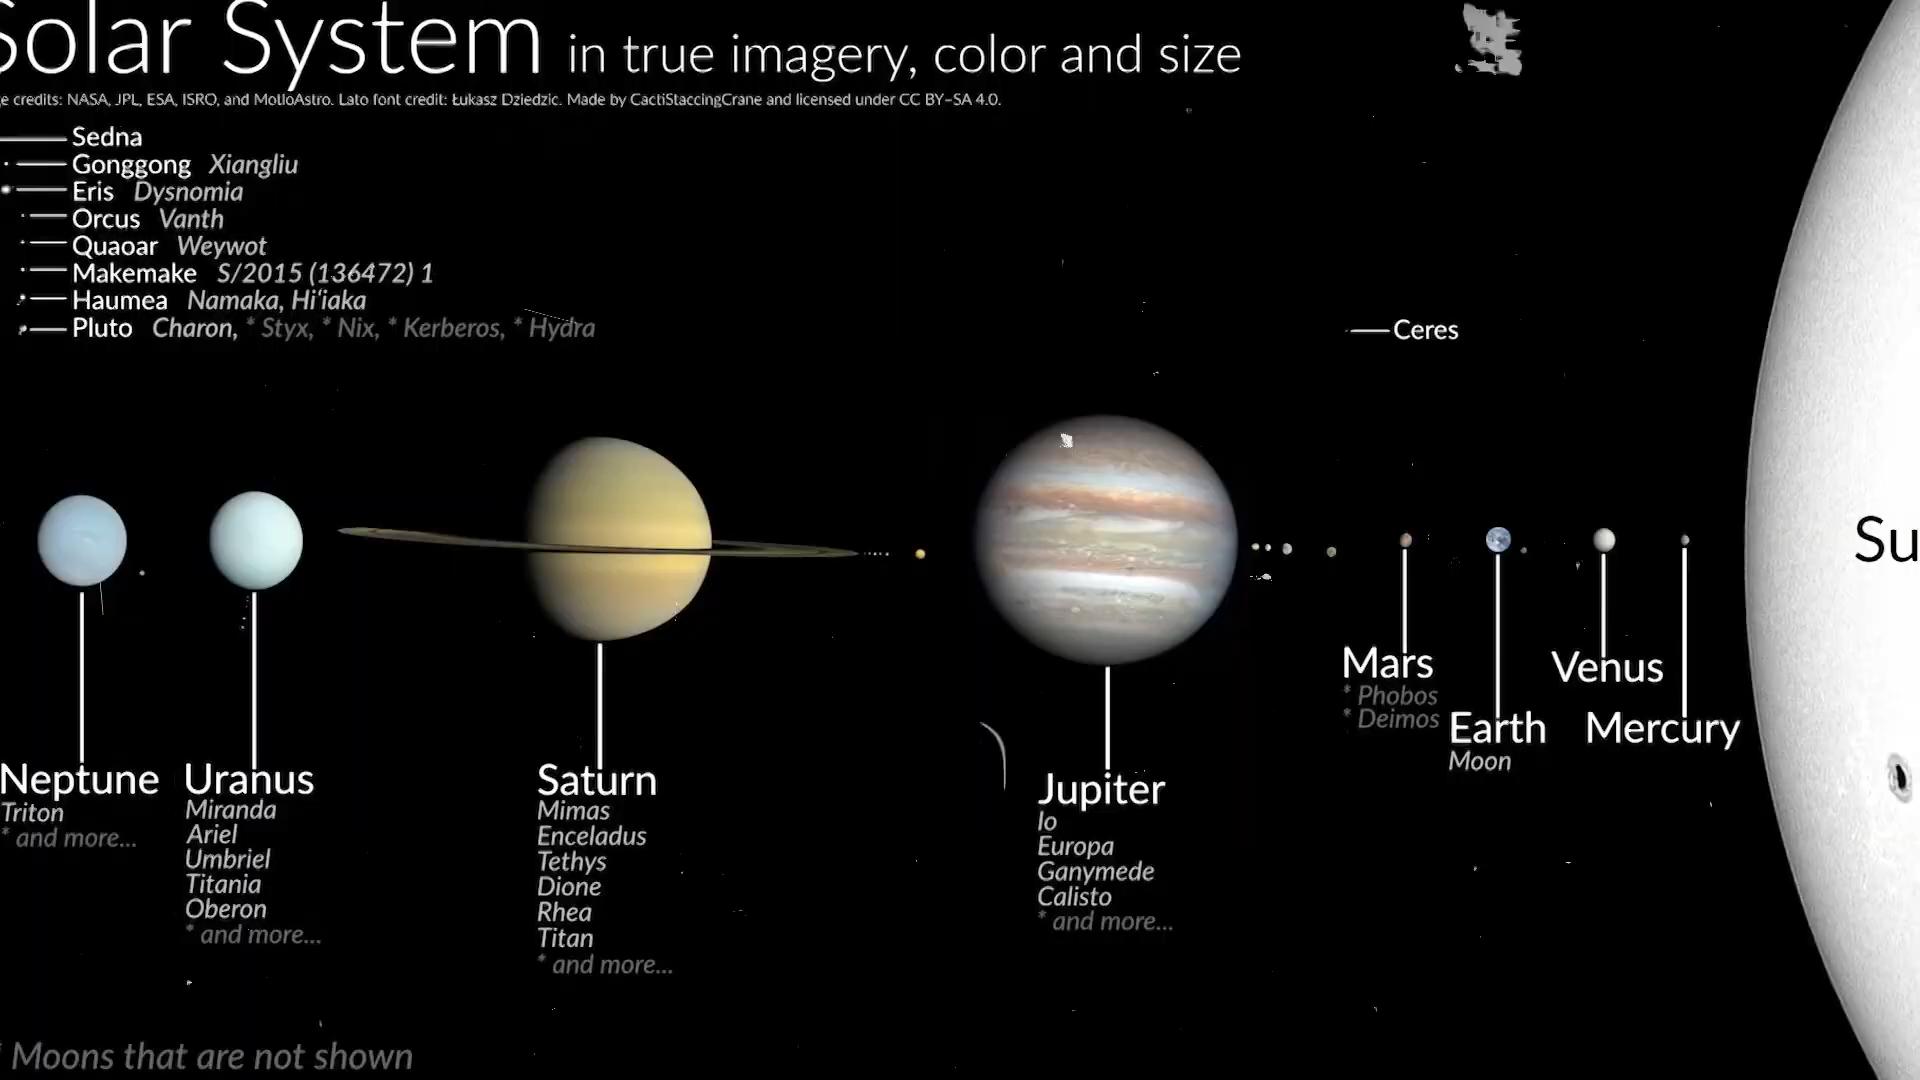 Solar System in true imagery, color and size
e credits: NASA, JPL, ESA, ISRO, and MotloAstro. Lato font credit: Łukasz Dziedzic. Made by CactiStaccingCrane and licensed under CC BY-SA 4.0.
Sedna
Gonggong Xiangliu
Eris Dysnomia
Orcus Vanth
Quaoar Weywot
Makemake S/2015 (136472) 1
Haumea Namaka, Hi'iaka
Pluto Charon, * Styx, * Nix, * Kerberos, * Hydra
Ceres
Su
Neptune
Triton
* and more...
Uranus
Miranda
Ariel
Umbriel
Titania
Oberon
* and more...
Saturn
Mimas
Enceladus
Tethys
Dione
Rhea
Titan
* and more...
Jupiter
Io
Europa
Ganymede
Calisto
* and more...
Mars
* Phobos
* Deimos
Earth
Moon
Venus
Mercury
* Moons that are not shown